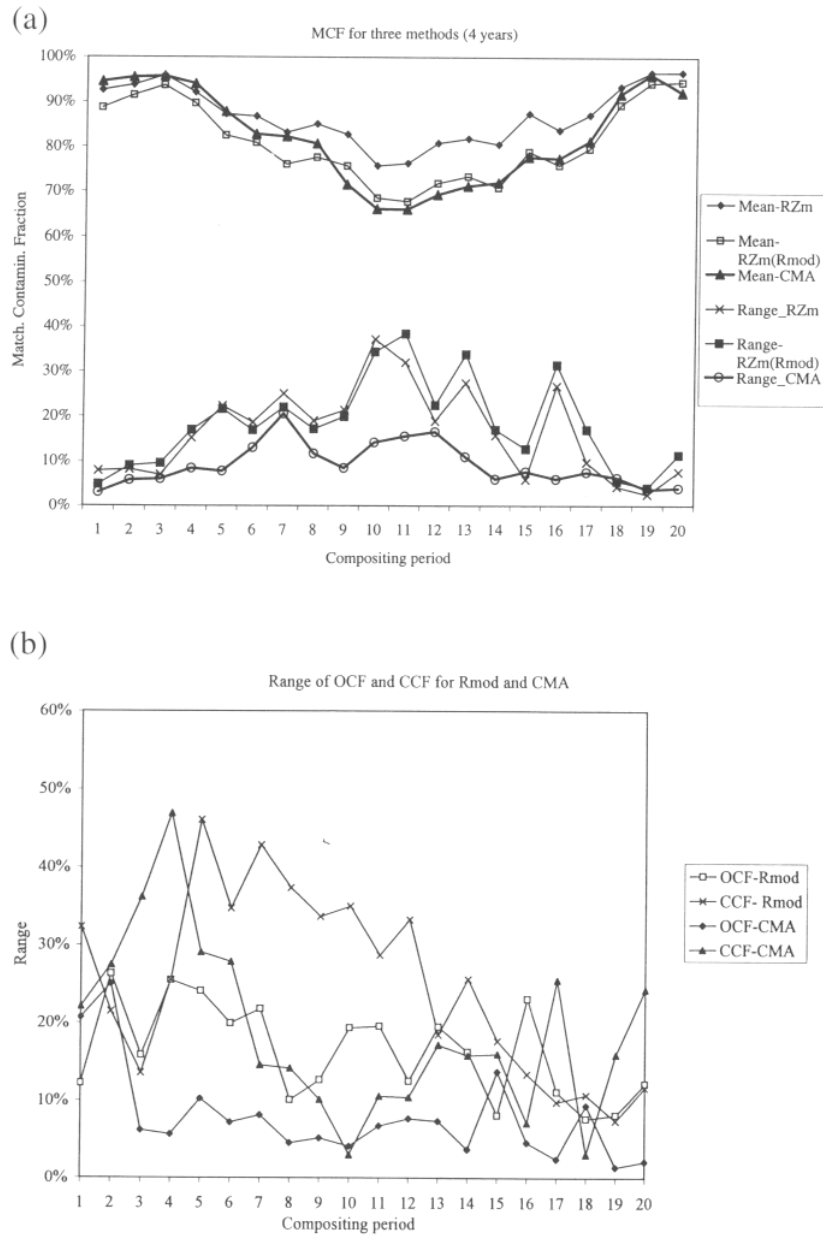 (a)
MCF for three methods (4 years)
100%
90%
80%
70%
60%
50%
40%
30%
20%
10%
0%
Match. Contamin. Fraction
1 2 3 4 5 6 7 8 9 10 11 12 13 14 15 16 17 18 19 20
Compositing period
Mean-RZm
Mean-
RZm(Rmod)
Mean-CMA
Range_RZm
Range-
RZm(Rmod)
Range_CMA
(b)
Range of OCF and CCF for Rmod and CMA
60%
50%
40%
30%
20%
10%
0%
Range
1 2 3 4 5 6 7 8 9 10 11 12 13 14 15 16 17 18 19 20
Compositing period
OCF-Rmod
CCF- Rmod
OCF-CMA
CCF-CMA